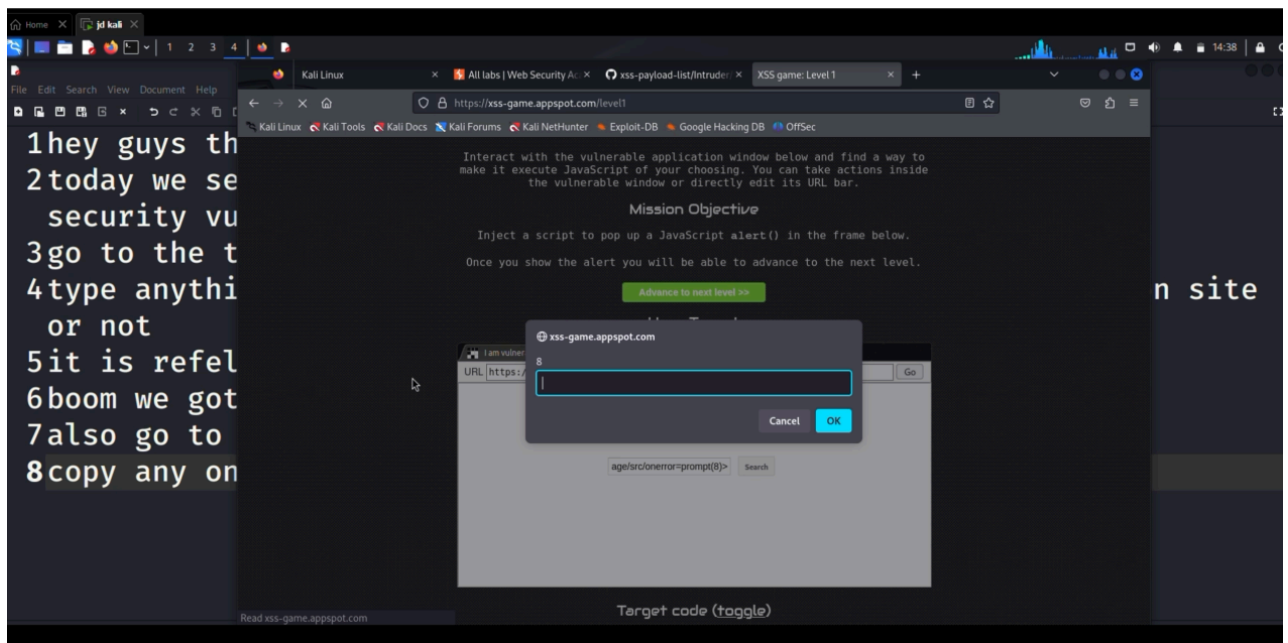 Home
jd kali
1 2 3 4
14:38
Kali Linux
All labs | Web Security Ac
xss-payload-list/Intruder
XSS game: Level 1
File Edit Search View Document Help
https://xss-game.appspot.com/level1
Kali Linux Kali Tools Kali Docs Kali Forums Kali NetHunter Exploit-DB Google Hacking DB OffSec
1hey guys th
2today we se
security vu
3go to the t
4type anythi
n site
or not
5it is refel
6boom we got
7also go to
8copy any on
Interact with the vulnerable application window below and find a way to
make it execute JavaScript of your choosing. You can take actions inside
the vulnerable window or directly edit its URL bar.
Mission Objective
Inject a script to pop up a JavaScript alert() in the frame below.
Once you show the alert you will be able to advance to the next level.
Advance to next level >>
xss-game.appspot.com
8
Cancel OK
I am vulner
URL https:/
Go
age/src/onerror=prompt(8)> Search
Target code (toggle)
Read xss-game.appspot.com